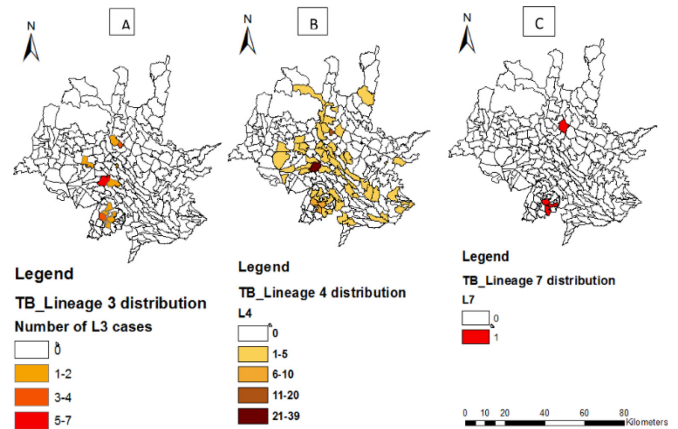 N
A
N
B
N
C
Legend
TB_Lineage 3 distribution
Number of L3 cases
0
1-2
3-4
5-7
Legend
TB_Lineage 4 distribution
L4
0
1-5
6-10
11-20
21-39
Legend
TB_Lineage 7 distribution
L7
0
1
0 10 20 40 60 80
Kilometers